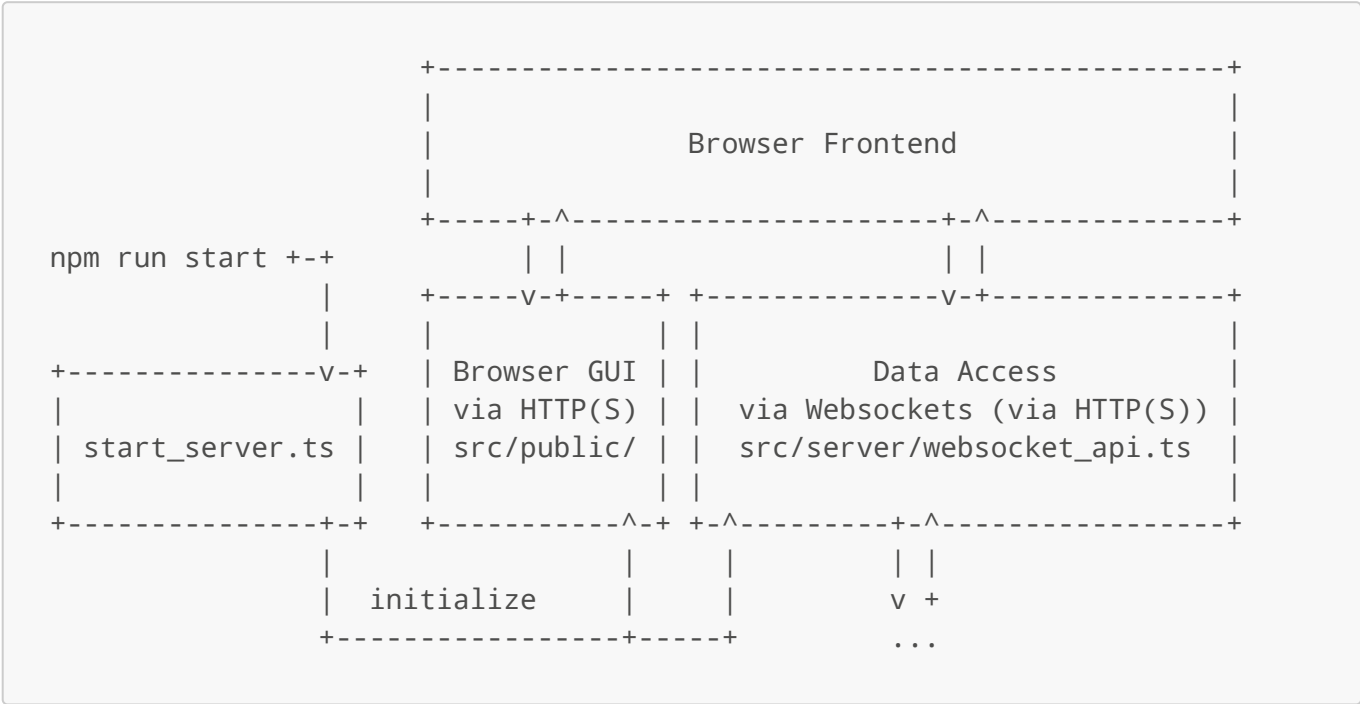 +-----------------------------------------------+
                      |                                               |
                      |               Browser Frontend                |
                      |                                               |
                      +-----+-^----------------------+-^--------------+
npm run start +-+           | |                      | |
                |     +-----v-+-----+ +--------------v-+--------------+
                |     |             | |                               |
+---------------v-+   | Browser GUI | |          Data Access          |
|                 |   | via HTTP(S) | |  via Websockets (via HTTP(S)) |
| start_server.ts |   | src/public/ | |  src/server/websocket_api.ts  |
|                 |   |             | |                               |
+---------------+-+   +-----------^-+ +-^---------+-^-----------------+
                |                 |     |         | |
                |  initialize     |     |         v +
                +-----------------+-----+         ...